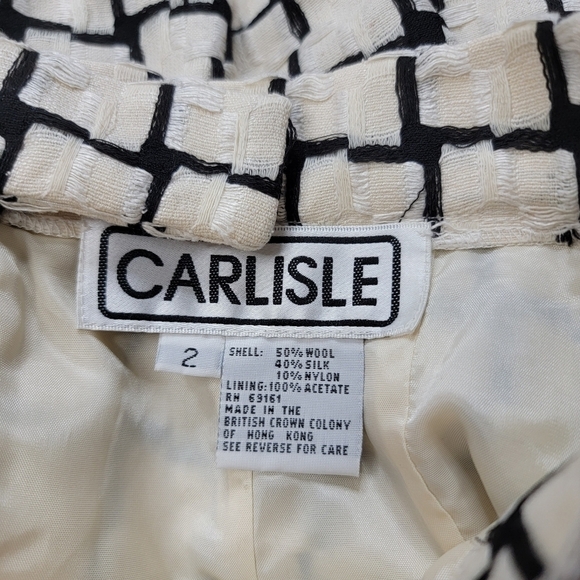 CARLISLE
2
SHELL: 50% WOOL
40% SILK
10% NYLON
LINING: 100% ACETATE
RN 69161
MADE IN THE
BRITISH CROWN COLONY
OF HONG KONG
SEE REVERSE FOR CARE